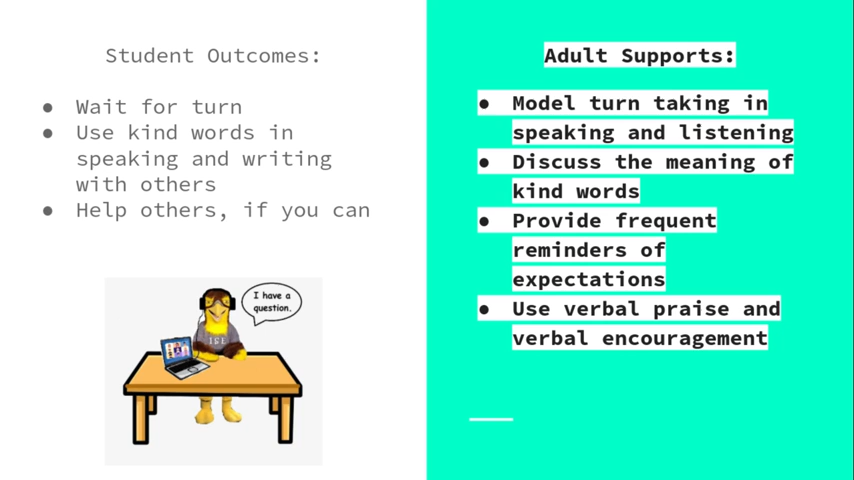 Student Outcomes:
● Wait for turn
● Use kind words in
speaking and writing
with others
● Help others, if you can
I have a
question.
Adult Supports:
● Model turn taking in
speaking and listening
● Discuss the meaning of
kind words
● Provide frequent
reminders of
expectations
● Use verbal praise and
verbal encouragement